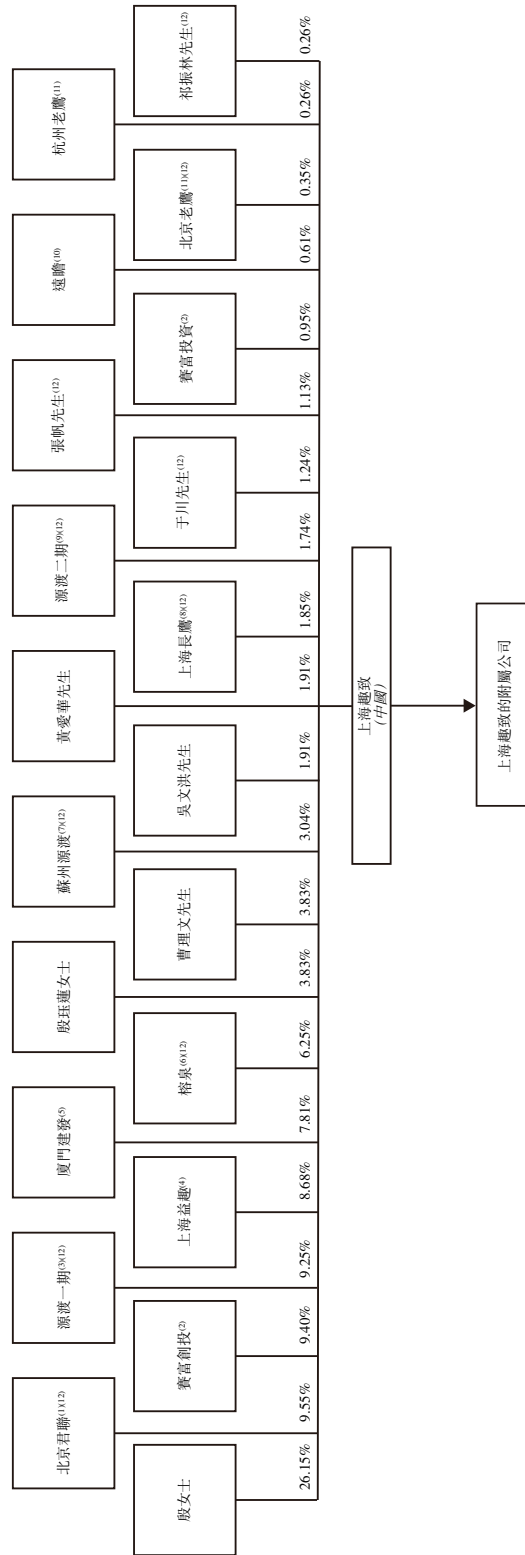 北京君聯(1)(12)
源渡一期(3)(12)
廈門建發(5)
殷珏蓮女士
蘇州源渡(7)(12)
黃愛華先生
源渡二期(9)(12)
張帆先生(12)
遠瞻(10)
杭州老鷹(11)
殷女士
賽富創投(2)
上海益趣(4)
榕泉(6)(12)
曹理文先生
吳文洪先生
上海長鷹(8)(12)
于川先生(12)
賽富投資(2)
北京老鷹(11)(12)
祁振林先生(12)
26.15%
9.55%
9.40%
9.25%
8.68%
7.81%
6.25%
3.83%
3.83%
3.04%
1.91%
1.91%
1.85%
1.74%
1.24%
1.13%
0.95%
0.61%
0.35%
0.26%
0.26%
上海趣致
(中國)
上海趣致的附屬公司